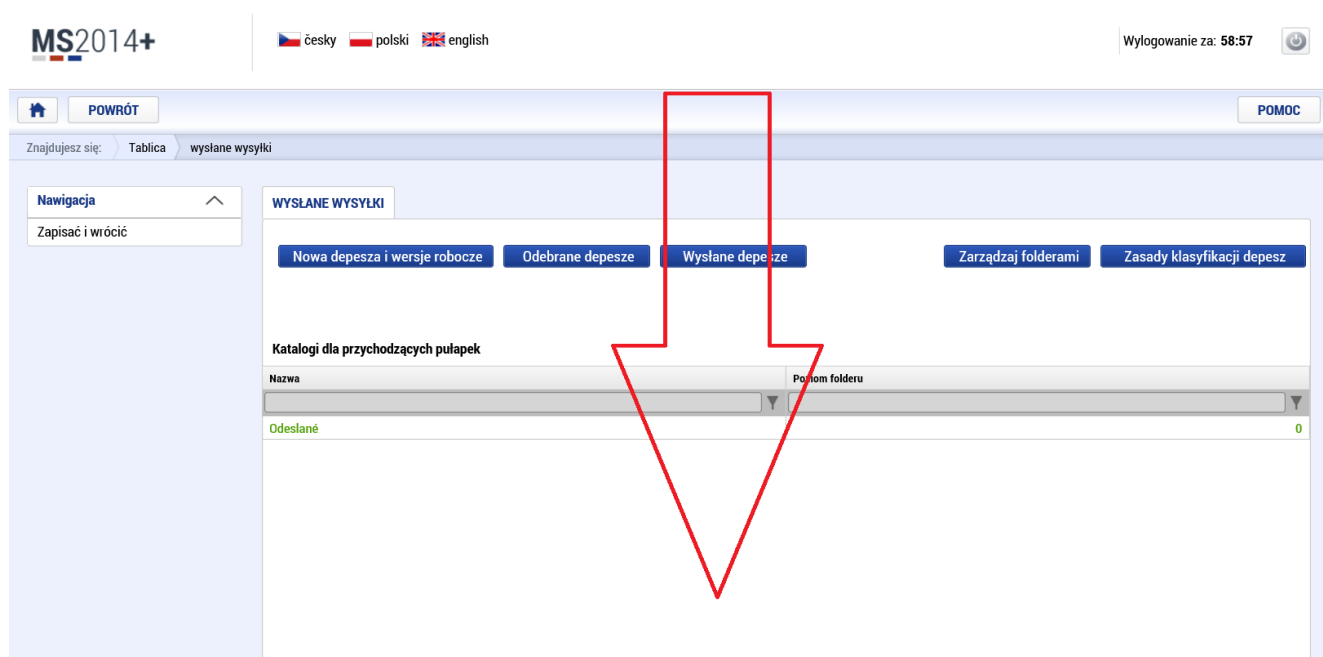 MS2014+
česky polski english
Wylogowanie za: 58:57
POWRÓT
POMOC
Znajdujesz się: Tablica wysłane wysyłki
Nawigacja
Zapisać i wrócić
WYSŁANE WYSYŁKI
Nowa depesza i wersje robocze Odebrane depesze Wysłane depesze Zarządzaj folderami Zasady klasyfikacji depesz
Katalogi dla przychodzących pułapek
Nazwa Poziom folderu
Odeslané 0